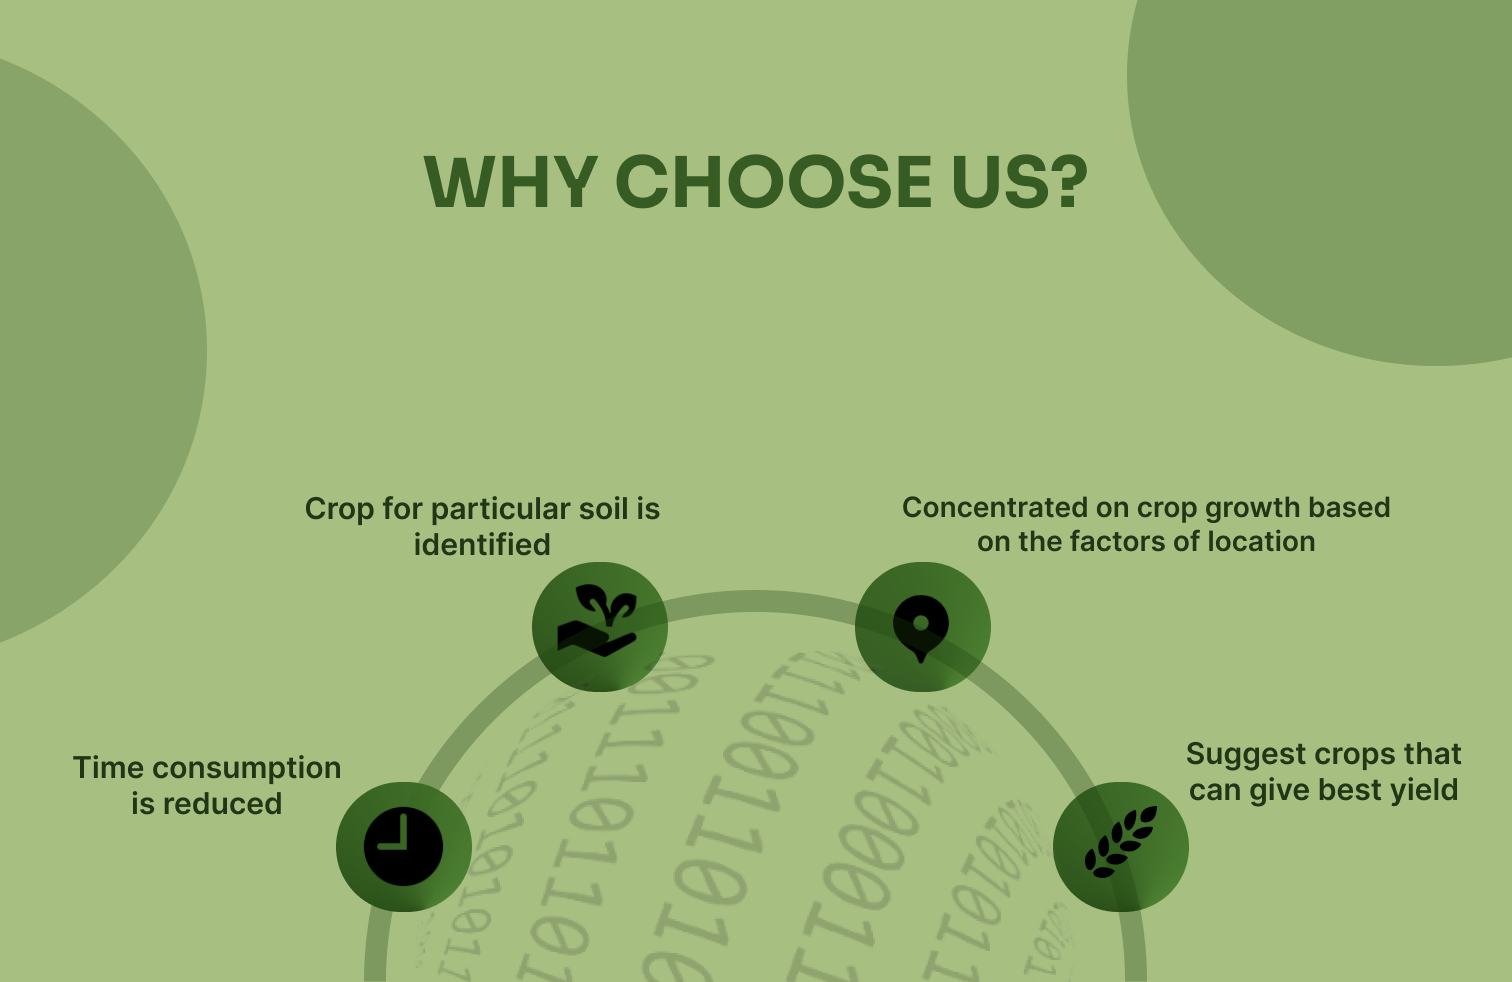 WHY CHOOSE US?
Crop for particular soil is
identified
Concentrated on crop growth based
on the factors of location
Time consumption
is reduced
Suggest crops that
can give best yield